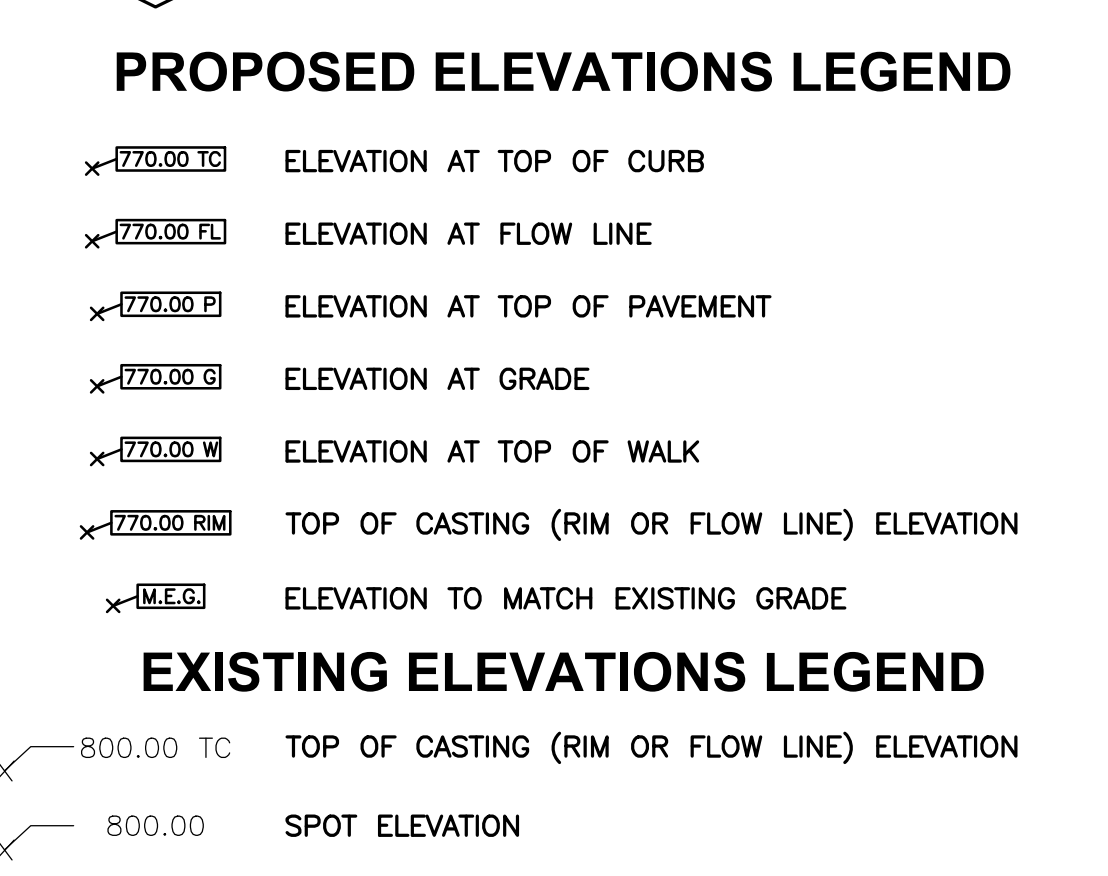 PROPOSED ELEVATIONS LEGEND
770.00 TC ELEVATION AT TOP OF CURB
770.00 FL ELEVATION AT FLOW LINE
770.00 P ELEVATION AT TOP OF PAVEMENT
770.00 G ELEVATION AT GRADE
770.00 W ELEVATION AT TOP OF WALK
770.00 RIM TOP OF CASTING (RIM OR FLOW LINE) ELEVATION
M.E.G. ELEVATION TO MATCH EXISTING GRADE
EXISTING ELEVATIONS LEGEND
800.00 TC TOP OF CASTING (RIM OR FLOW LINE) ELEVATION
800.00 SPOT ELEVATION